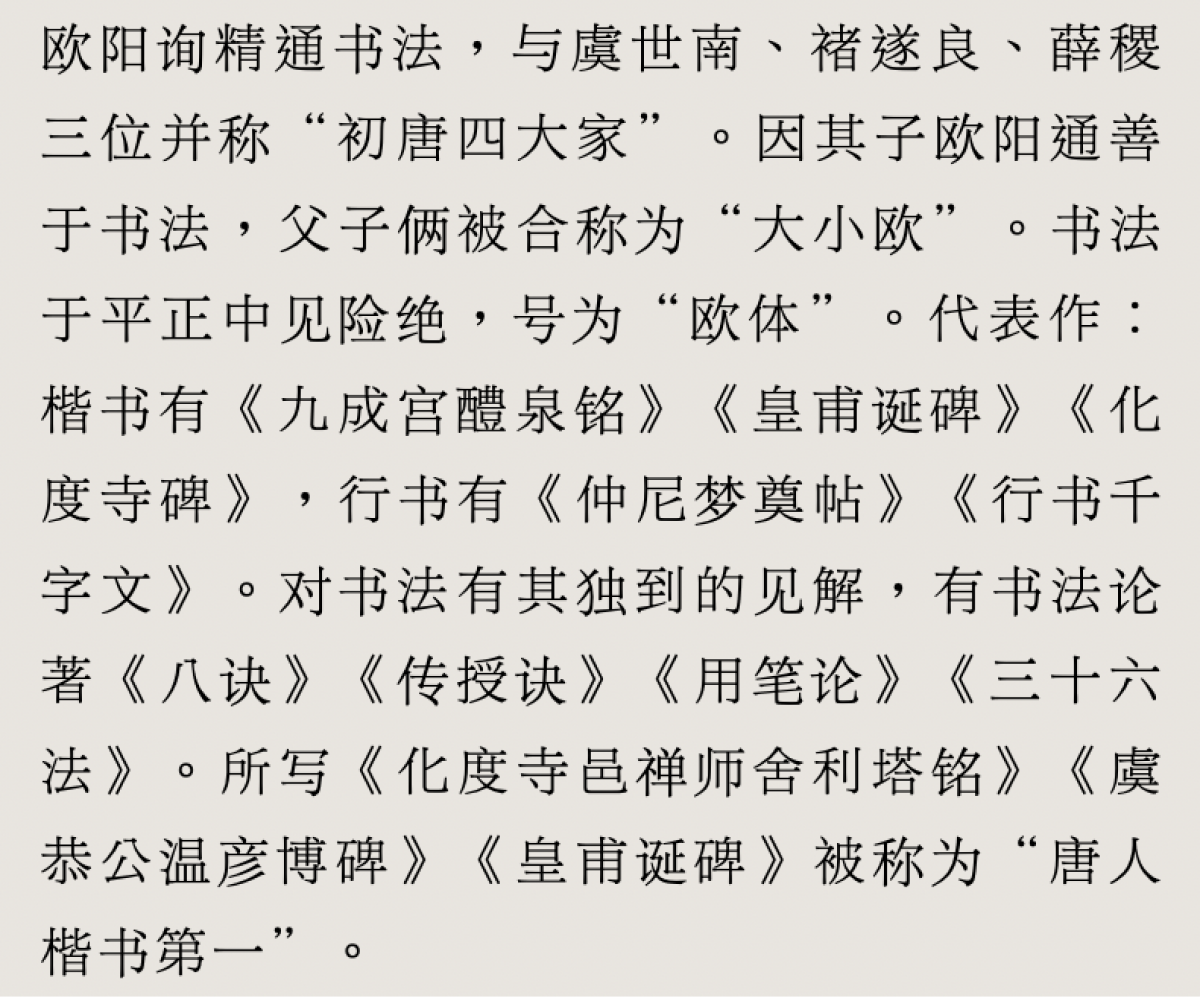 欧阳询精通书法，与虞世南、褚遂良、薛稷
三位并称“初唐四大家”。因其子欧阳通善
于书法，父子俩被合称为“大小欧”。书法
于平正中见险绝，号为“欧体”。代表作：
楷书有《九成宫醴泉铭》《皇甫诞碑》《化
度寺碑》，行书有《仲尼梦奠帖》《行书千
字文》。对书法有其独到的见解，有书法论
著《八诀》《传授诀》《用笔论》《三十六
法》。所写《化度寺邑禅师舍利塔铭》《虞
恭公温彦博碑》《皇甫诞碑》被称为“唐人
楷书第一”。